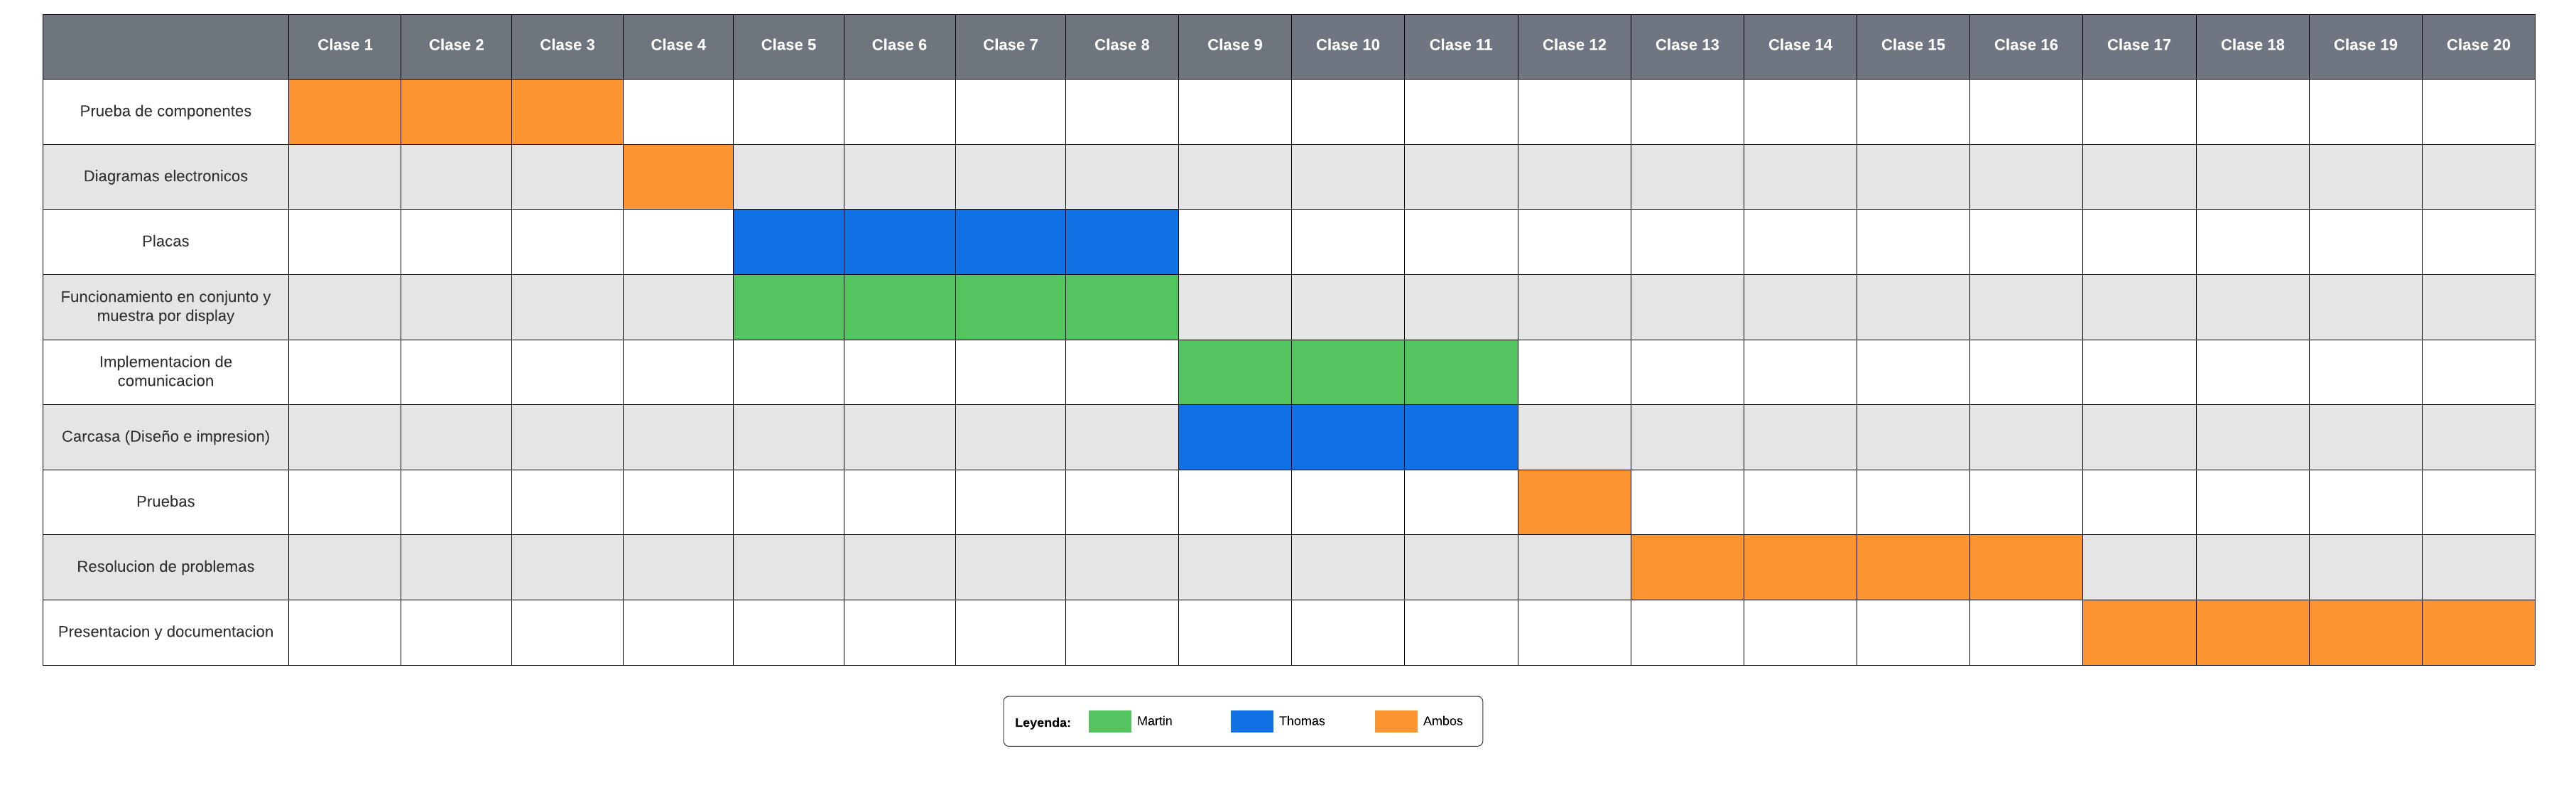 Clase 1 Clase 2 Clase 3 Clase 4 Clase 5 Clase 6 Clase 7 Clase 8 Clase 9 Clase 10 Clase 11 Clase 12 Clase 13 Clase 14 Clase 15 Clase 16 Clase 17 Clase 18 Clase 19 Clase 20
Prueba de componentes
Diagramas electronicos
Placas
Funcionamiento en conjunto y
muestra por display
Implementacion de
comunicacion
Carcasa (Diseño e impresion)
Pruebas
Resolucion de problemas
Presentacion y documentacion
Leyenda: Martin Thomas Ambos